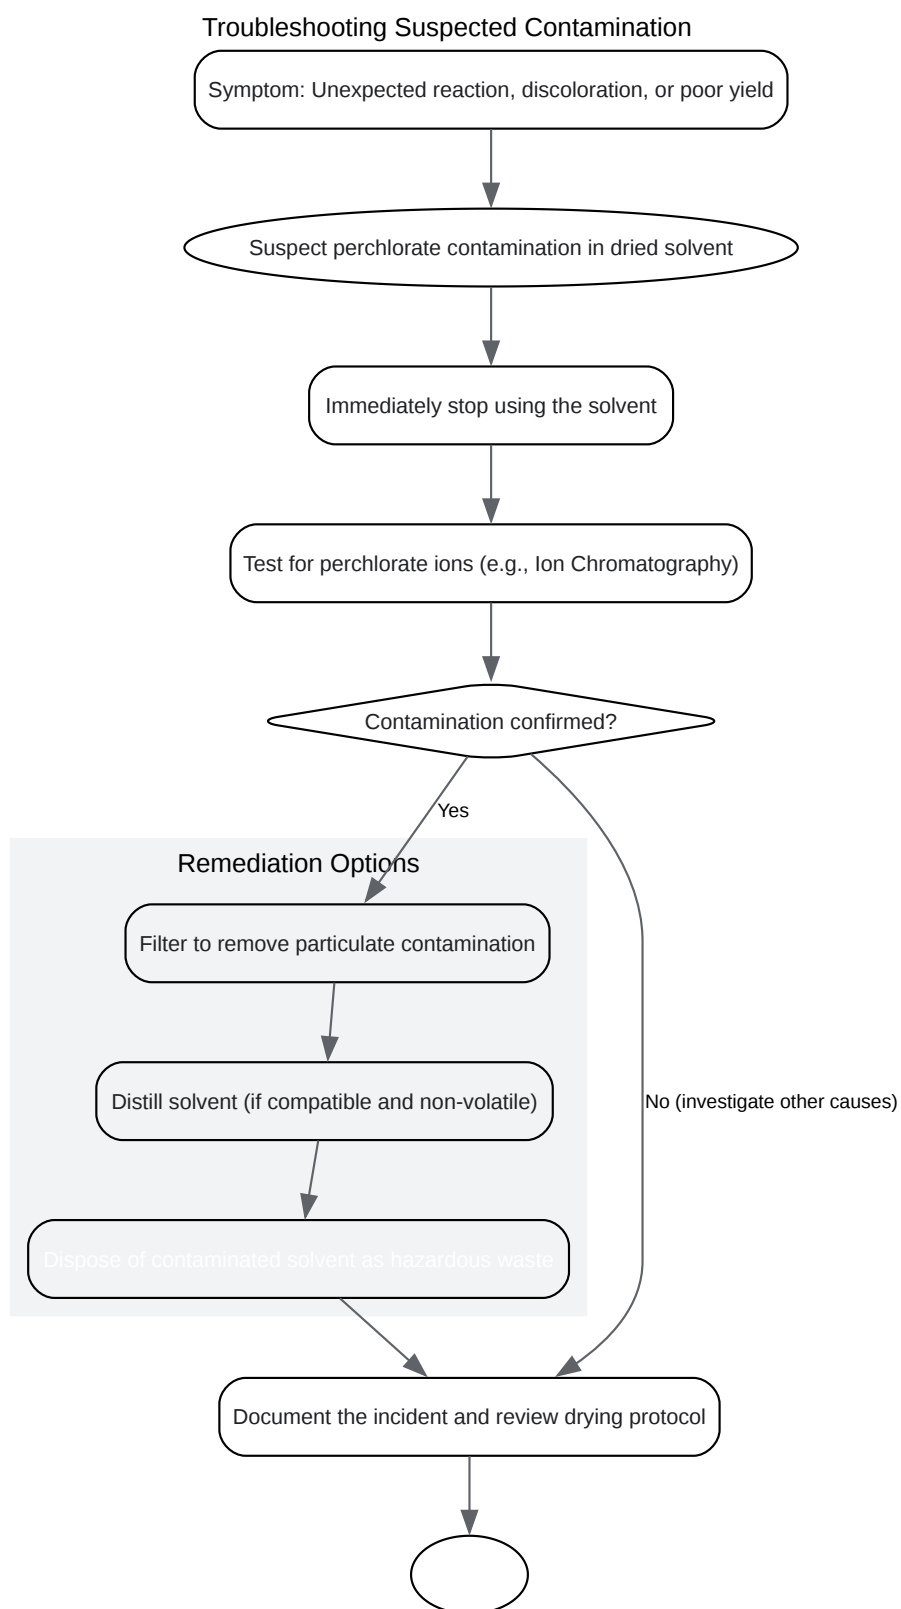 Troubleshooting Suspected Contamination
Symptom: Unexpected reaction, discoloration, or poor yield
Suspect perchlorate contamination in dried solvent
Immediately stop using the solvent
Test for perchlorate ions (e.g., Ion Chromatography)
Contamination confirmed?
Yes
Remediation Options
Filter to remove particulate contamination
Distill solvent (if compatible and non-volatile)
No (investigate other causes)
Dispose of contaminated solvent as hazardous waste
Document the incident and review drying protocol